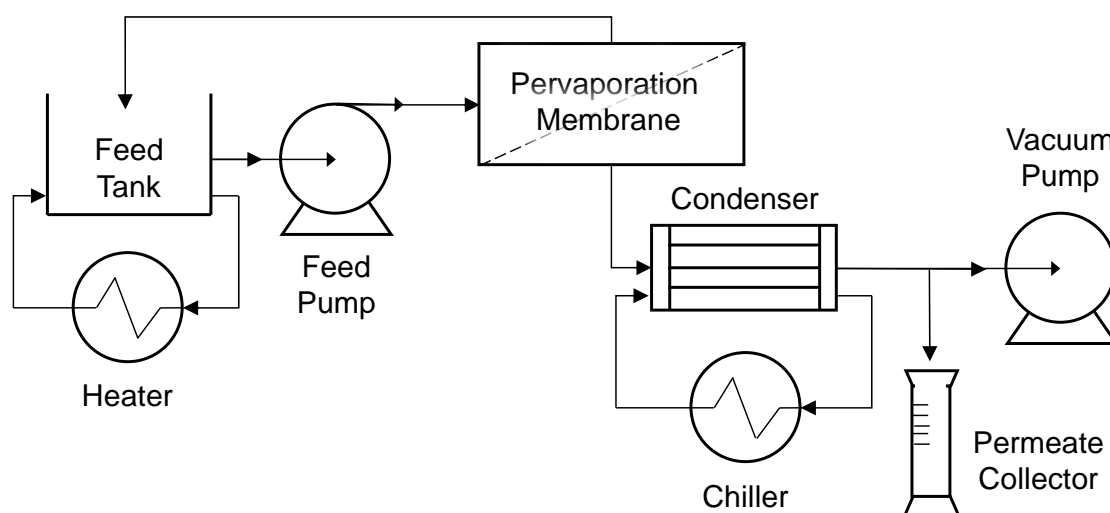 Pervaporation
Membrane
Feed
Tank
Vacuum
Pump
Condenser
Feed
Pump
Heater
Permeate
Collector
Chiller